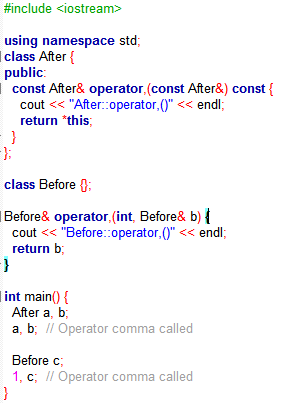 #include <iostream>
using namespace std;
class After {
public:
const After& operator,(const After&) const {
cout << "After::operator,()" << endl;
return *this;
}
};
class Before {};
Before& operator,(int, Before& b) {
cout << "Before::operator,()" << endl;
return b;
}
int main() {
After a, b;
a, b;  // Operator comma called
Before c;
1, c;  // Operator comma called
}